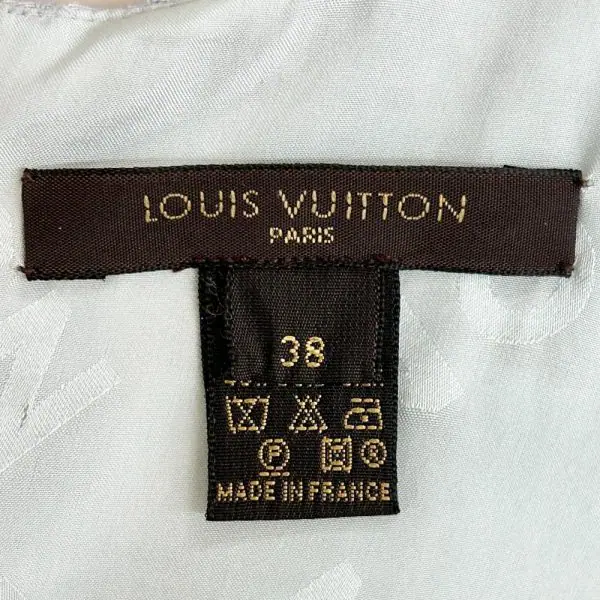 LOUIS VUITTON
PARIS
38
P
R
MADE IN FRANCE